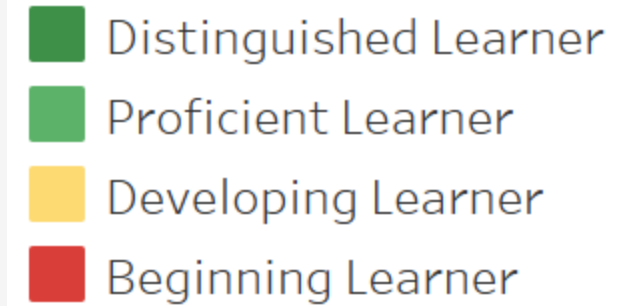 Distinguished Learner
Proficient Learner
Developing Learner
Beginning Learner